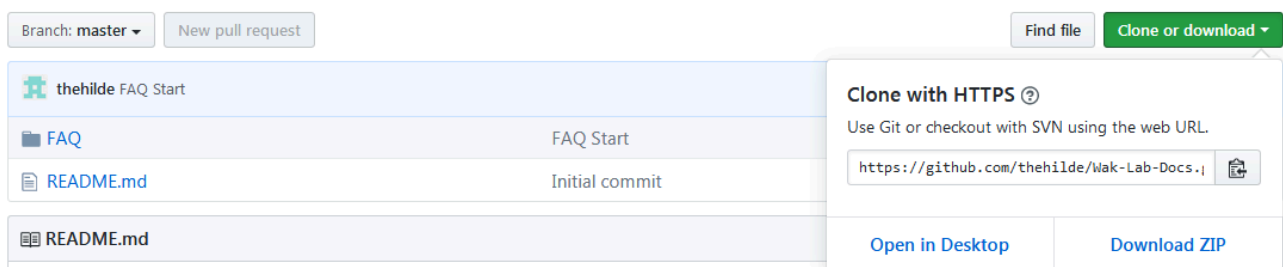 Branch: master
New pull request
Find file
Clone or download
thehilde FAQ Start
FAQ
FAQ Start
README.md
Initial commit
README.md
Clone with HTTPS
Use Git or checkout with SVN using the web URL.
https://github.com/thehilde/Wak-Lab-Docs.
Open in Desktop
Download ZIP